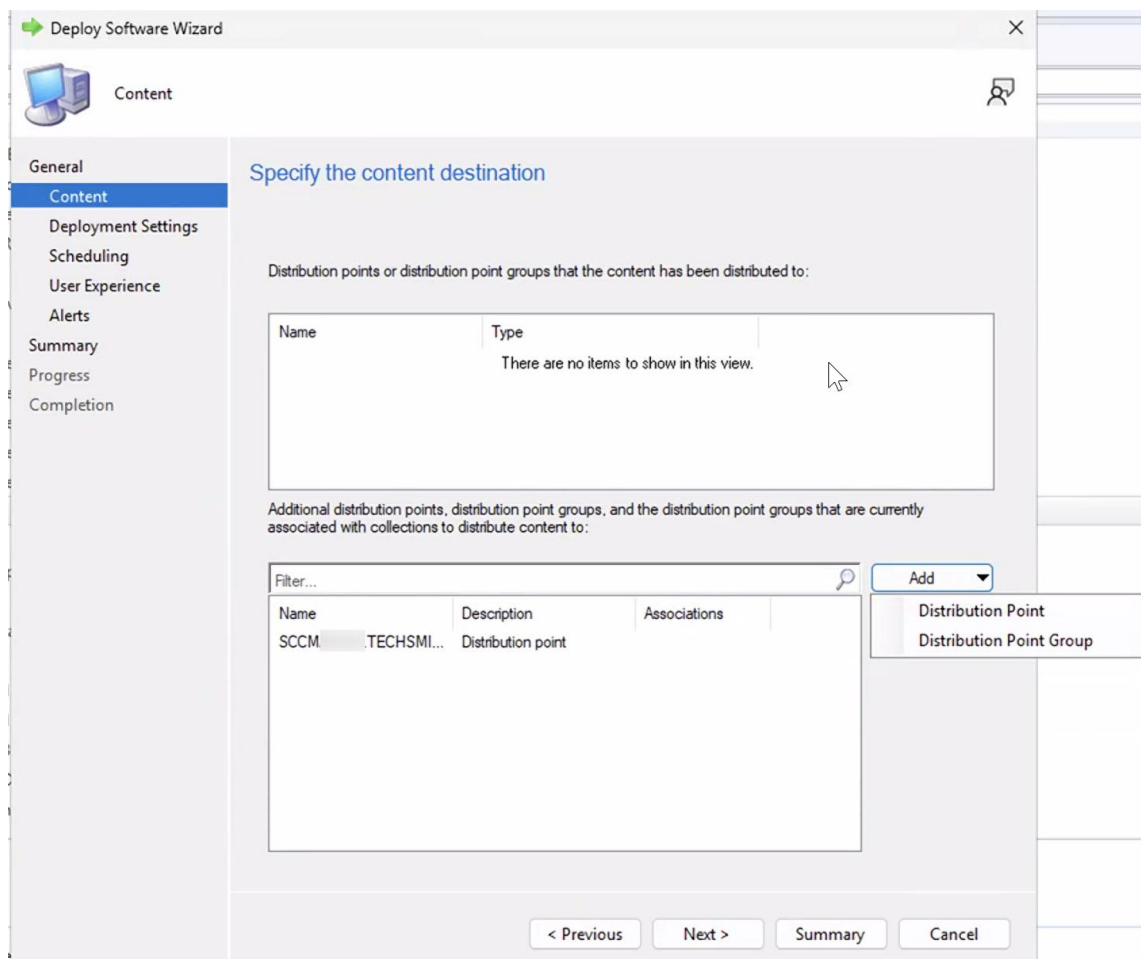 Deploy Software Wizard
Content
General
Content
Deployment Settings
Scheduling
User Experience
Alerts
Summary
Progress
Completion
Specify the content destination
Distribution points or distribution point groups that the content has been distributed to:
Name Type
There are no items to show in this view.
Additional distribution points, distribution point groups, and the distribution point groups that are currently
associated with collections to distribute content to:
Filter...
Add
Distribution Point
Distribution Point Group
Name Description Associations
SCCM .TECHSMI... Distribution point
< Previous Next > Summary Cancel